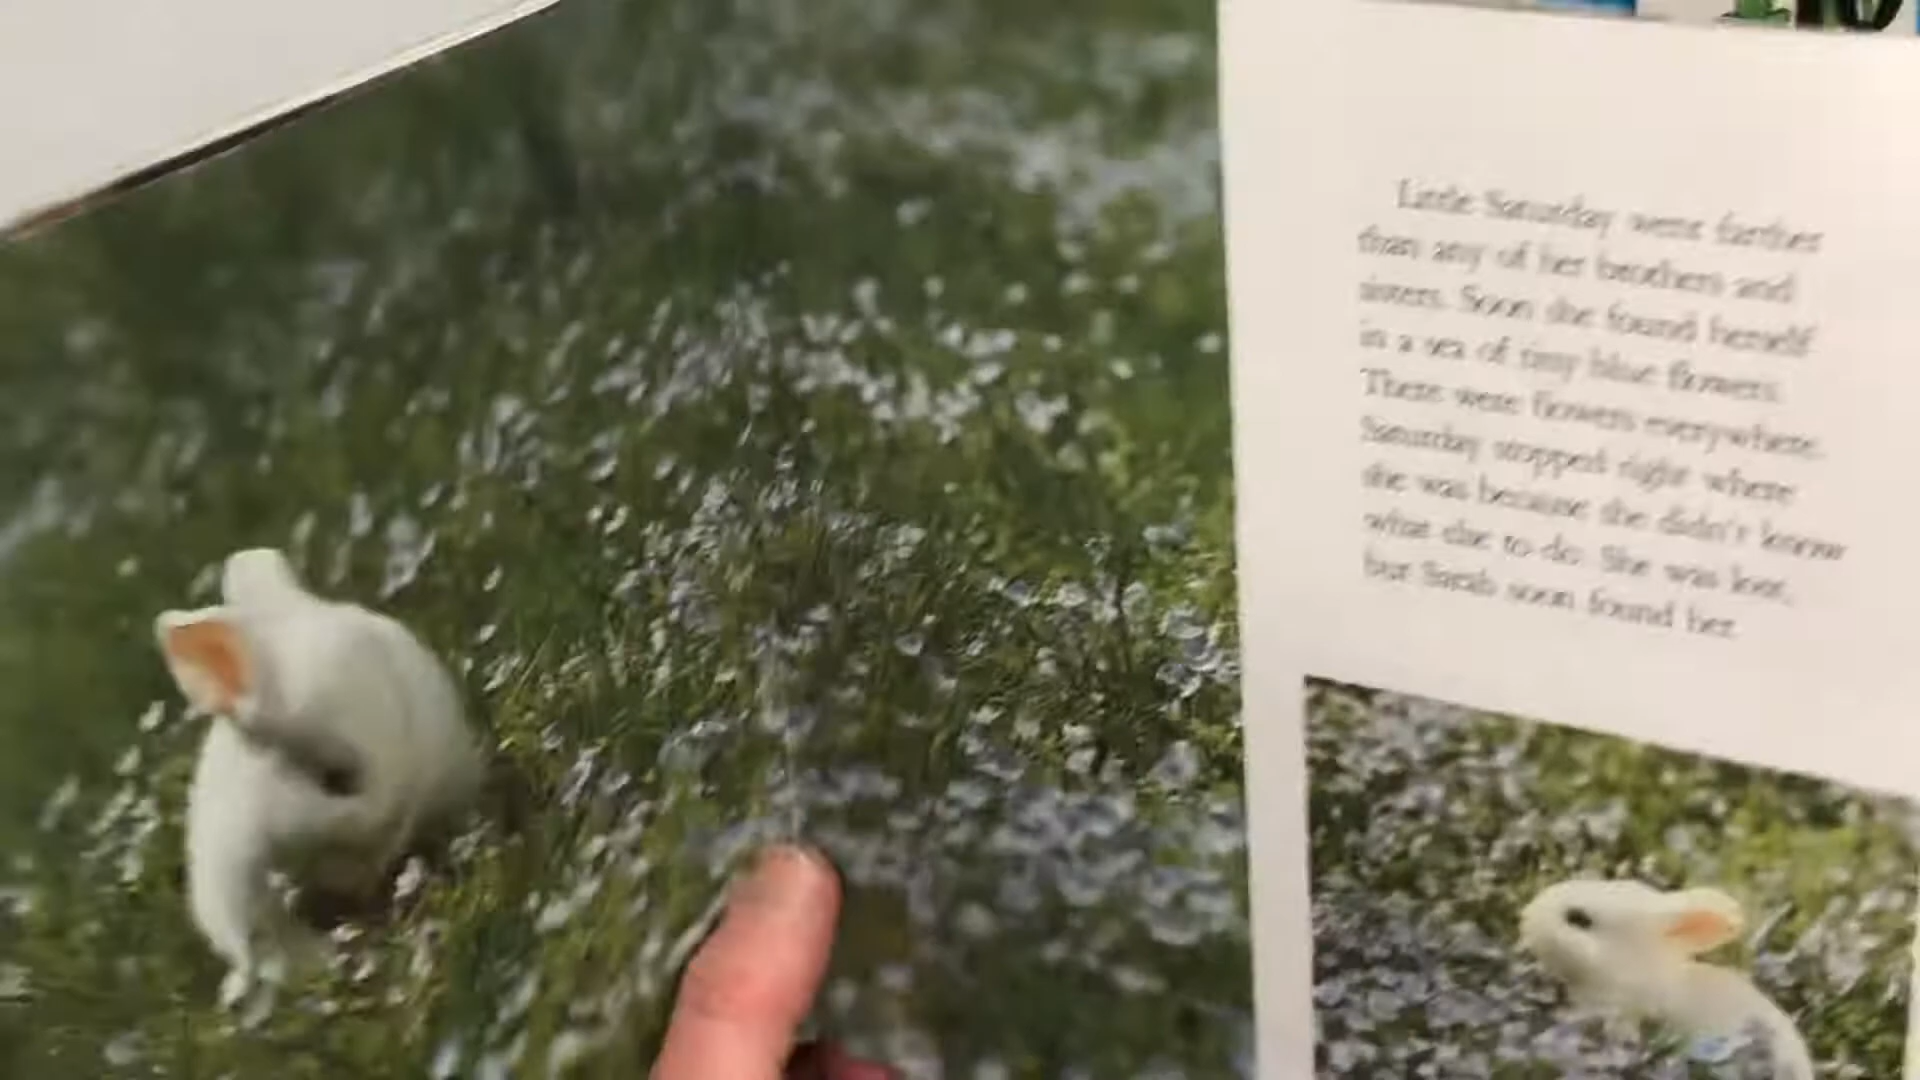 Little Saturday went farther
than any of her brothers and
sisters. Soon she found herself
in a sea of tiny blue flowers.
There were flowers everywhere.
Saturday stopped right where
she was because she didn't know
what she to do. She was lost,
but Sarah soon found her.